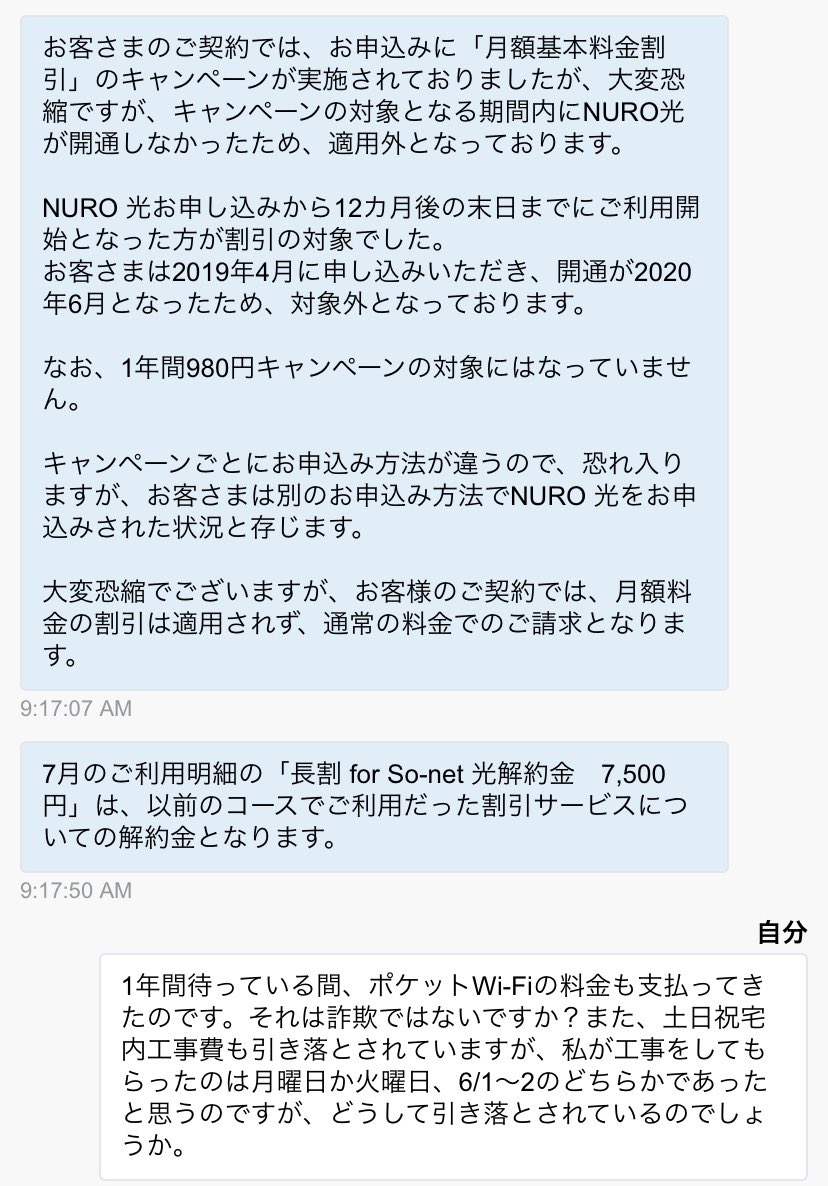 お客さまのご契約では、お申込みに「月額基本料金割
引」のキャンペーンが実施されておりましたが、大変恐
縮ですが、キャンペーンの対象となる期間内にNURO光
が開通しなかったため、適用外となっております。
NURO 光お申し込みから12カ月後の末日までにご利用開
始となった方が割引の対象でした。
お客さまは2019年4月に申し込みいただき、開通が2020
年6月となったため、対象外となっております。
なお、1年間980円キャンペーンの対象にはなっていませ
ん。
キャンペーンごとにお申込み方法が違うので、恐れ入り
ますが、お客さまは別のお申込み方法でNURO 光をお申
込みされた状況と存じます。
大変恐縮でございますが、お客様のご契約では、月額料
金の割引は適用されず、通常の料金でのご請求となりま
す。
9:17:07 AM
7月のご利用明細の「長割 for So-net 光解約金　7,500
円」は、以前のコースでご利用だった割引サービスにつ
いての解約金となります。
9:17:50 AM
自分
1年間待っている間、ポケットWi-Fiの料金も支払ってき
たのです。それは詐欺ではないですか？また、土日祝宅
内工事費も引き落とされていますが、私が工事をしても
らったのは月曜日か火曜日、6/1〜2のどちらかであった
と思うのですが、どうして引き落とされているのでしょ
うか。